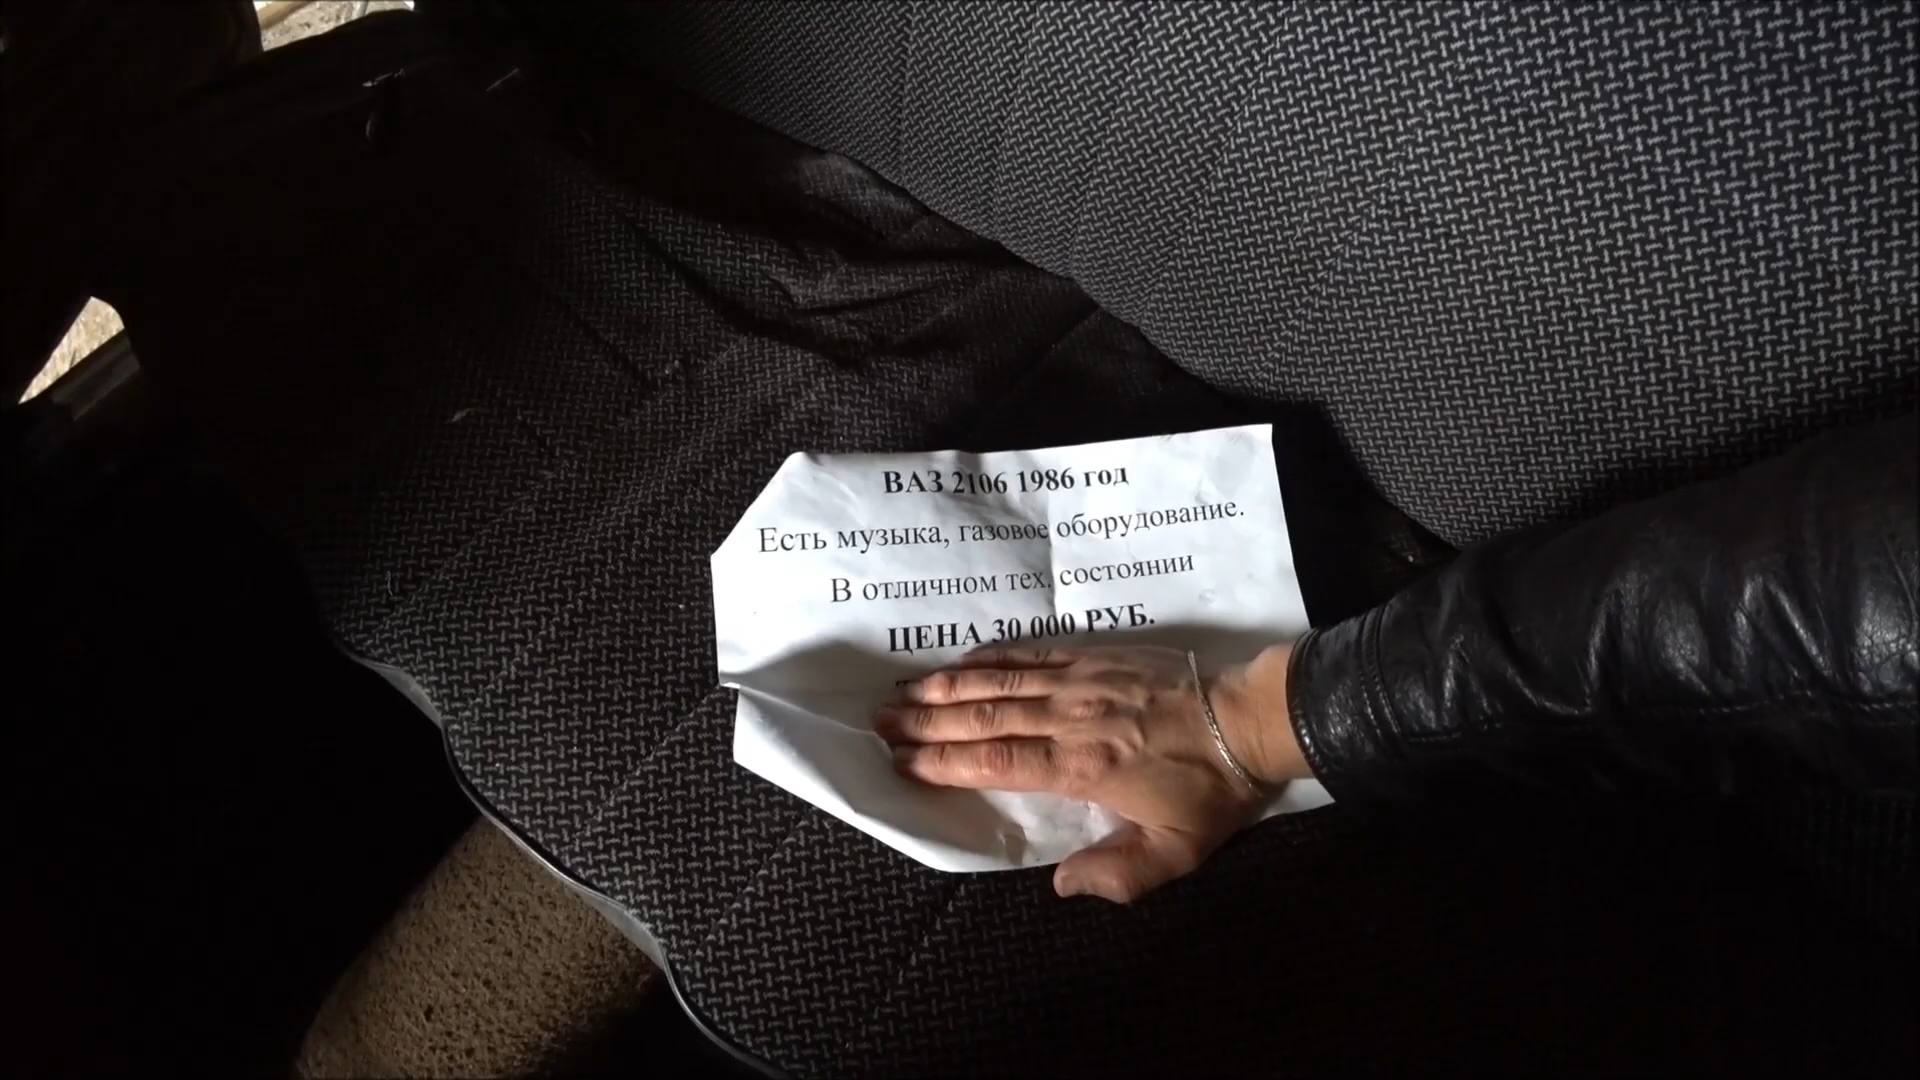 ВАЗ 2106 1986 год
Есть музыка, газовое оборудование.
В отличном тех. состоянии
ЦЕНА 30 000 РУБ.